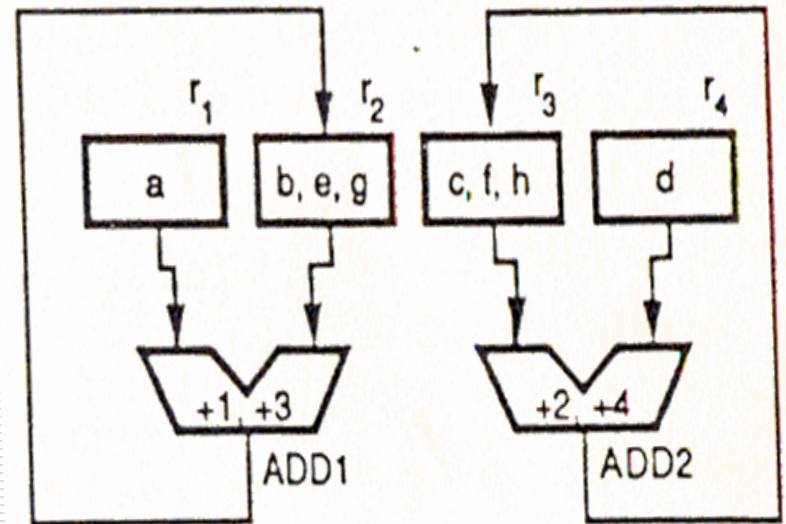 r1 r2 r3 r4
a b, e, g c, f, h d
+1, +3 +2, +4
ADD1 ADD2